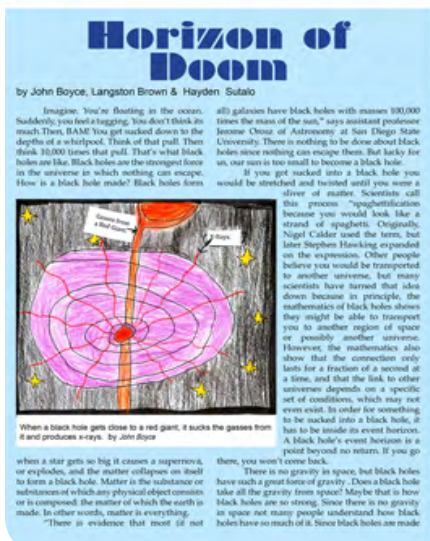 Horizon of
Doom
by John Boyce, Langston Brown & Hayden Sutalo
Imagine. You're floating in the ocean.
Suddenly, you feel a tugging. You don't think its
much.Then, BAM! You get sucked down to the
depths of a whirlpool. Think of that pull. Then
think 10,000 times that pull. That's what black
holes are like. Black holes are the strongest force
in the universe in which nothing can escape.
How is a black hole made? Black holes form
Gasses from
a Red Giant
X-Rays
When a black hole gets close to a red giant, it sucks the gasses from
it and produces x-rays. by John Boyce
when a star gets so big it causes a supernova,
or explodes, and the matter collapses on itself
to form a black hole. Matter is the substance or
substances of which any physical object consists
or is composed: the matter of which the earth is
made. In other words, matter is everything.
"There is evidence that most (if not
all) galaxies have black holes with masses 100,000
times the mass of the sun," says assistant professor
Jerome Orosz of Astronomy at San Diego State
University. There is nothing to be done about black
holes since nothing can escape them. But lucky for
us, our sun is too small to become a black hole.
If you got sucked into a black hole you
would be stretched and twisted until you were a
sliver of matter. Scientists call
this process "spaghettification
because you would look like a
strand of spaghetti. Originally,
Nigel Calder used the term, but
later Stephen Hawking expanded
on the expression. Other people
believe you would be transported
to another universe, but many
scientists have turned that idea
down because in principle, the
mathematics of black holes shows
they might be able to transport
you to another region of space
or possibly another universe.
However, the mathematics also
show that the connection only
lasts for a fraction of a second at
a time, and that the link to other
universes depends on a specific
set of conditions, which may not
even exist. In order for something
to be sucked into a black hole, it
has to be inside its event horizon.
A black hole's event horizon is a
point beyond no return. If you go
there, you won't come back.
There is no gravity in space, but black holes
have such a great force of gravity . Does a black hole
take all the gravity from space? Maybe that is how
black holes are so strong. Since there is no gravity
in space not many people understand how black
holes have so much of it. Since black holes are made